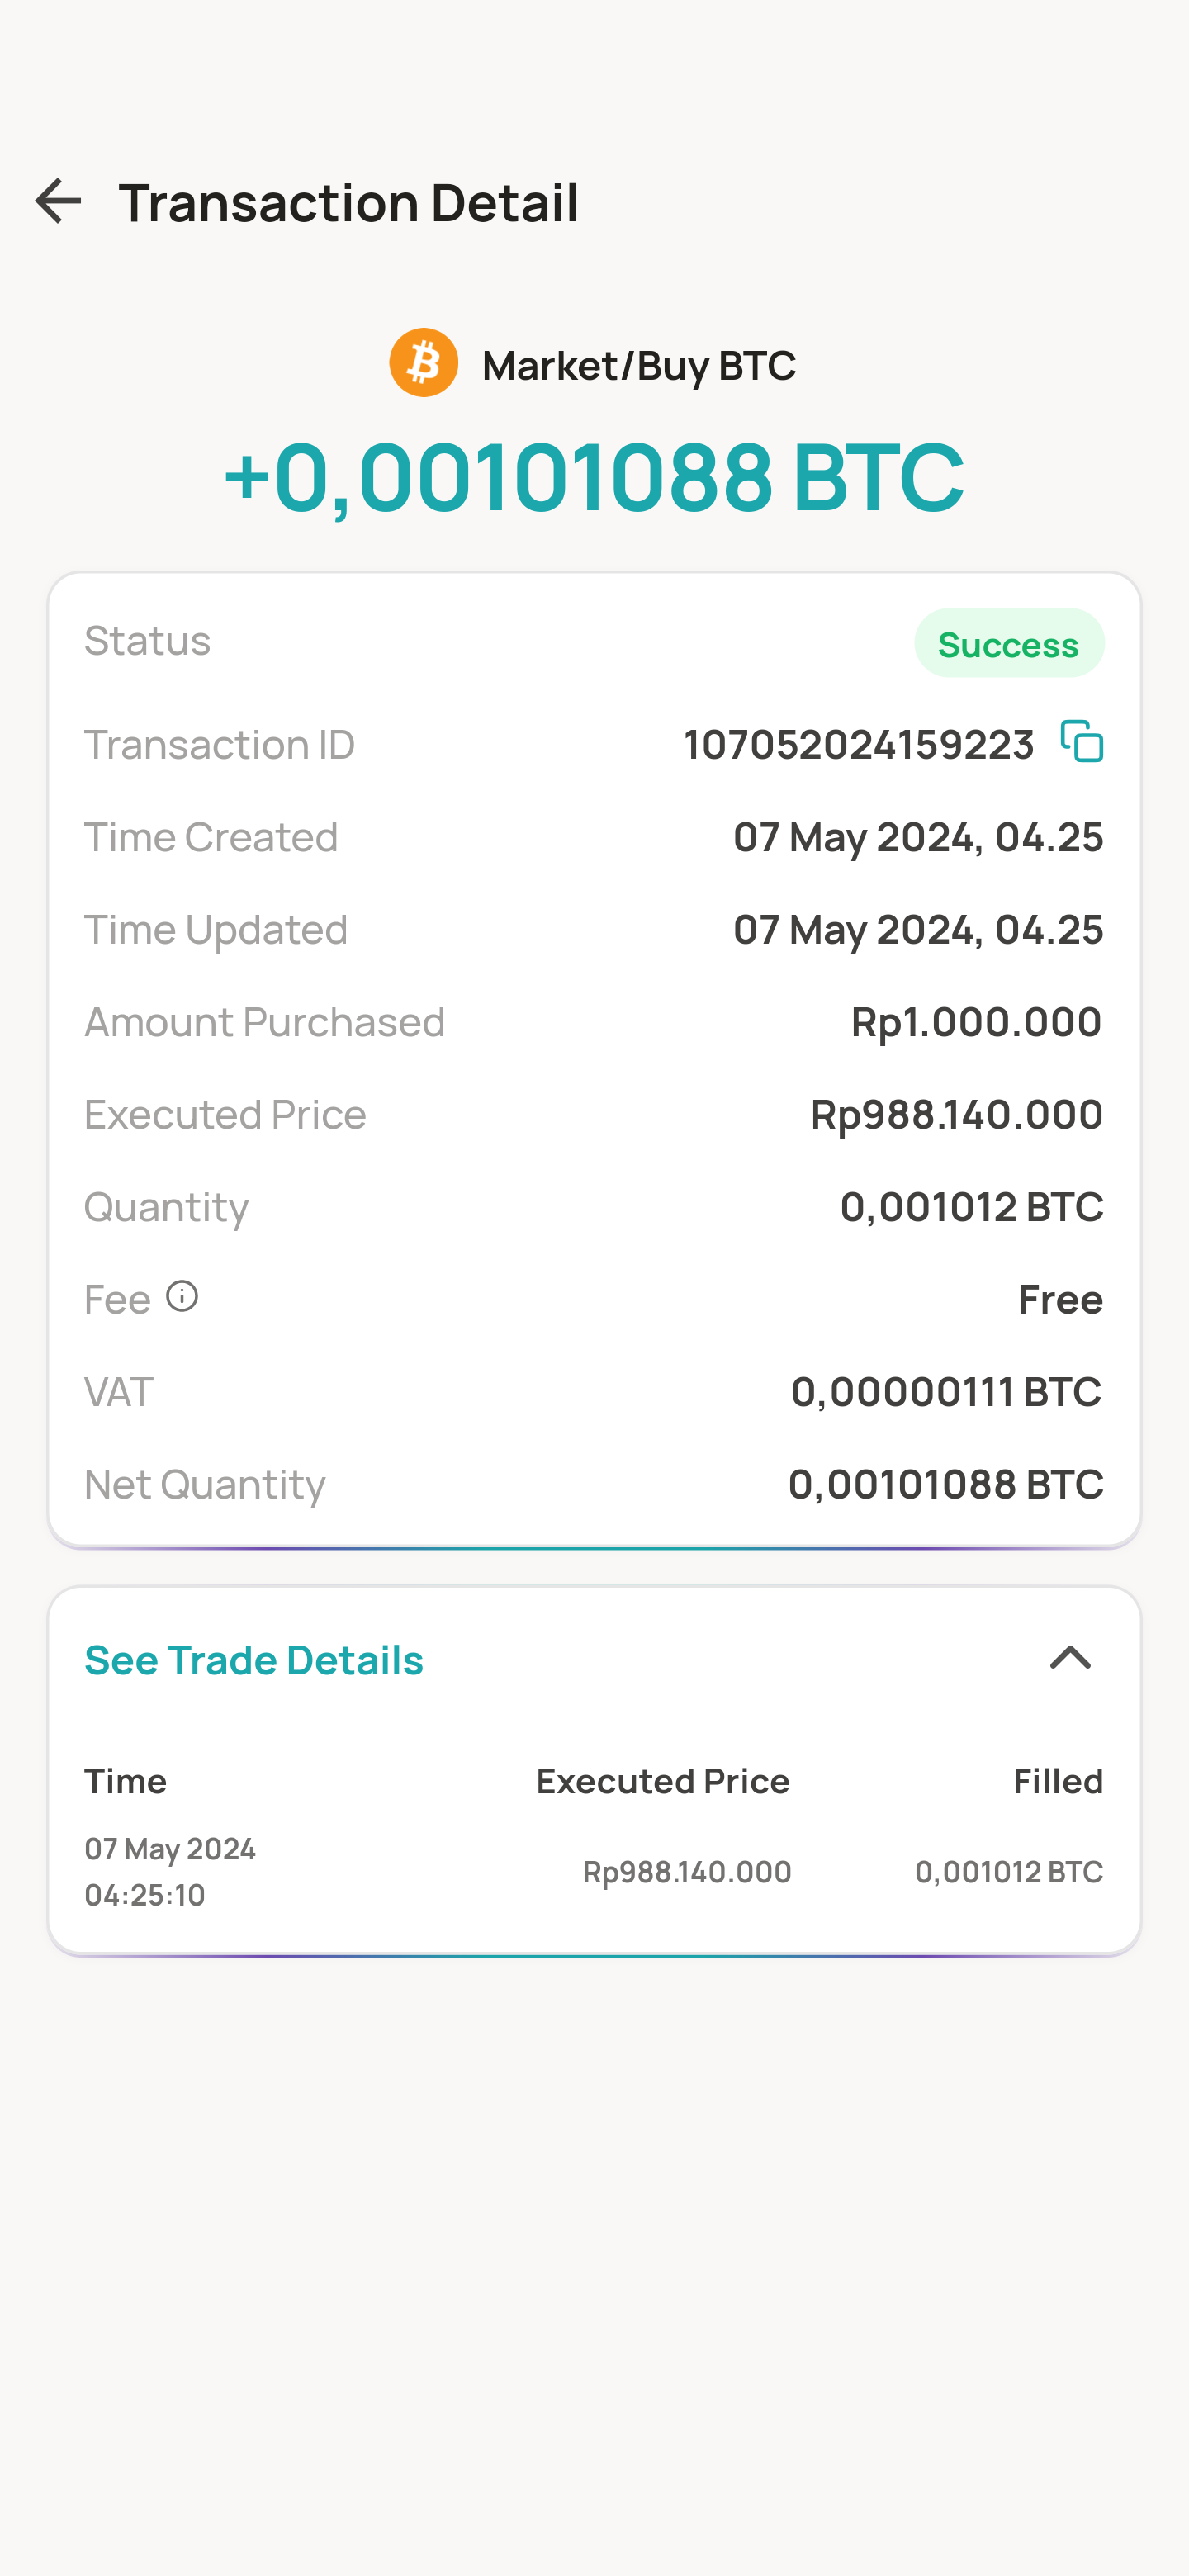 Transaction Detail
Market/Buy BTC
+0,00101088 BTC
Status Success
Transaction ID 107052024159223
Time Created 07 May 2024, 04.25
Time Updated 07 May 2024, 04.25
Amount Purchased Rp1.000.000
Executed Price Rp988.140.000
Quantity 0,001012 BTC
Fee Free
VAT 0,00000111 BTC
Net Quantity 0,00101088 BTC
See Trade Details
Time Executed Price Filled
07 May 2024
04:25:10 Rp988.140.000 0,001012 BTC